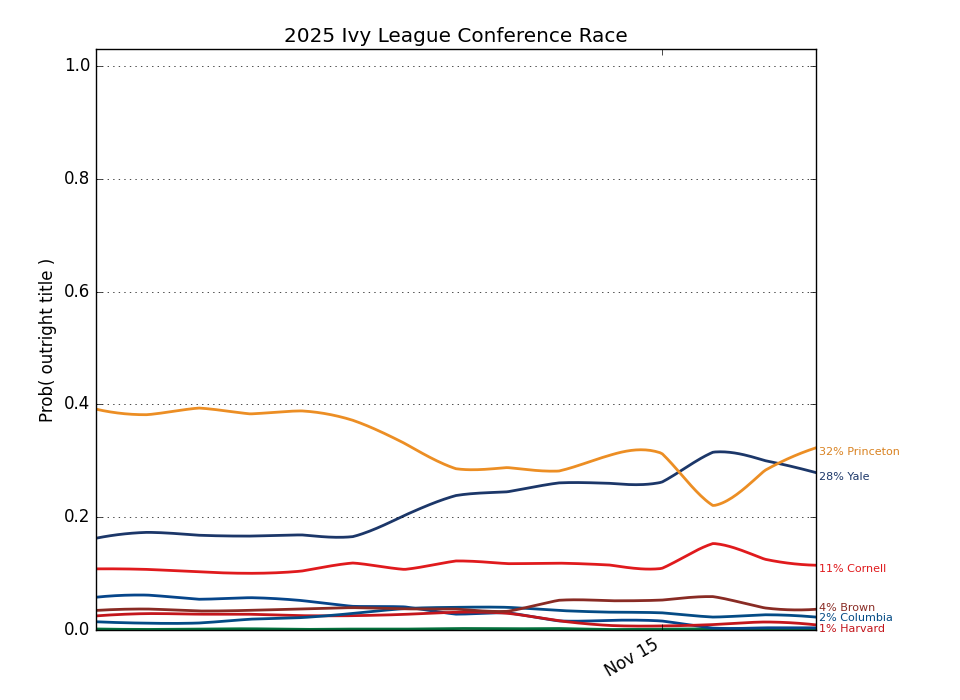 2025 Ivy League Conference Race
1.0
0.8
0.6
0.4
0.2
0.0
Prob( outright title )
32% Princeton
28% Yale
11% Cornell
4% Brown
2% Columbia
1% Harvard
Nov 15